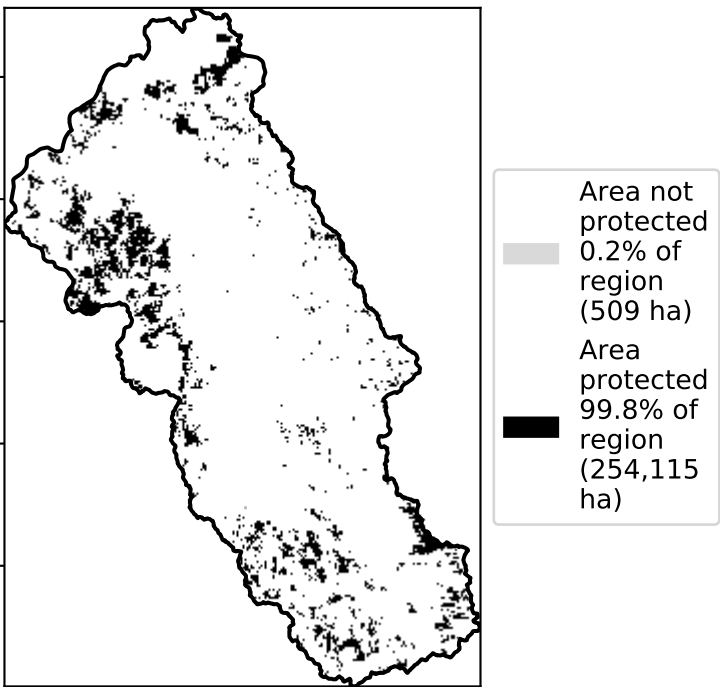 Area not
protected
0.2% of
region
(509 ha)
Area
protected
99.8% of
region
(254,115
ha)